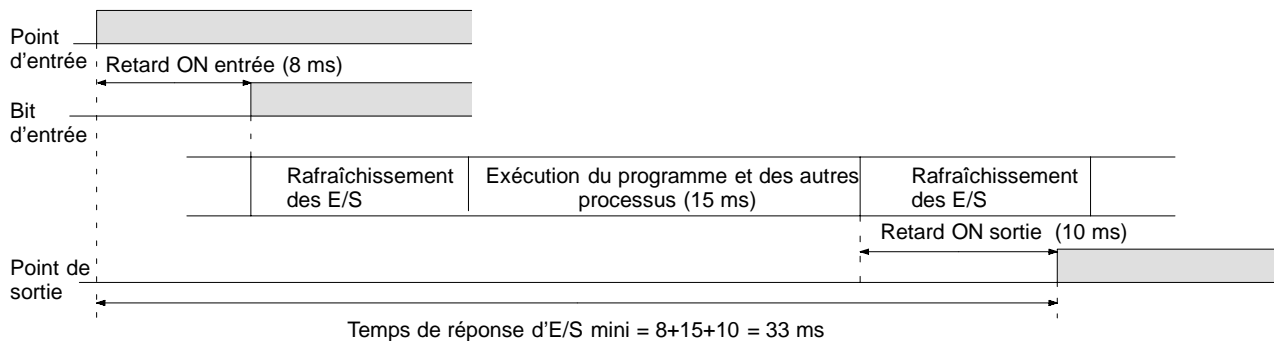 Point
d'entrée
Retard ON entrée (8 ms)
Bit
d'entrée
Rafraîchissement
des E/S
Exécution du programme et des autres
processus (15 ms)
Rafraîchissement
des E/S
Retard ON sortie (10 ms)
Point de
sortie
Temps de réponse d'E/S mini = 8+15+10 = 33 ms